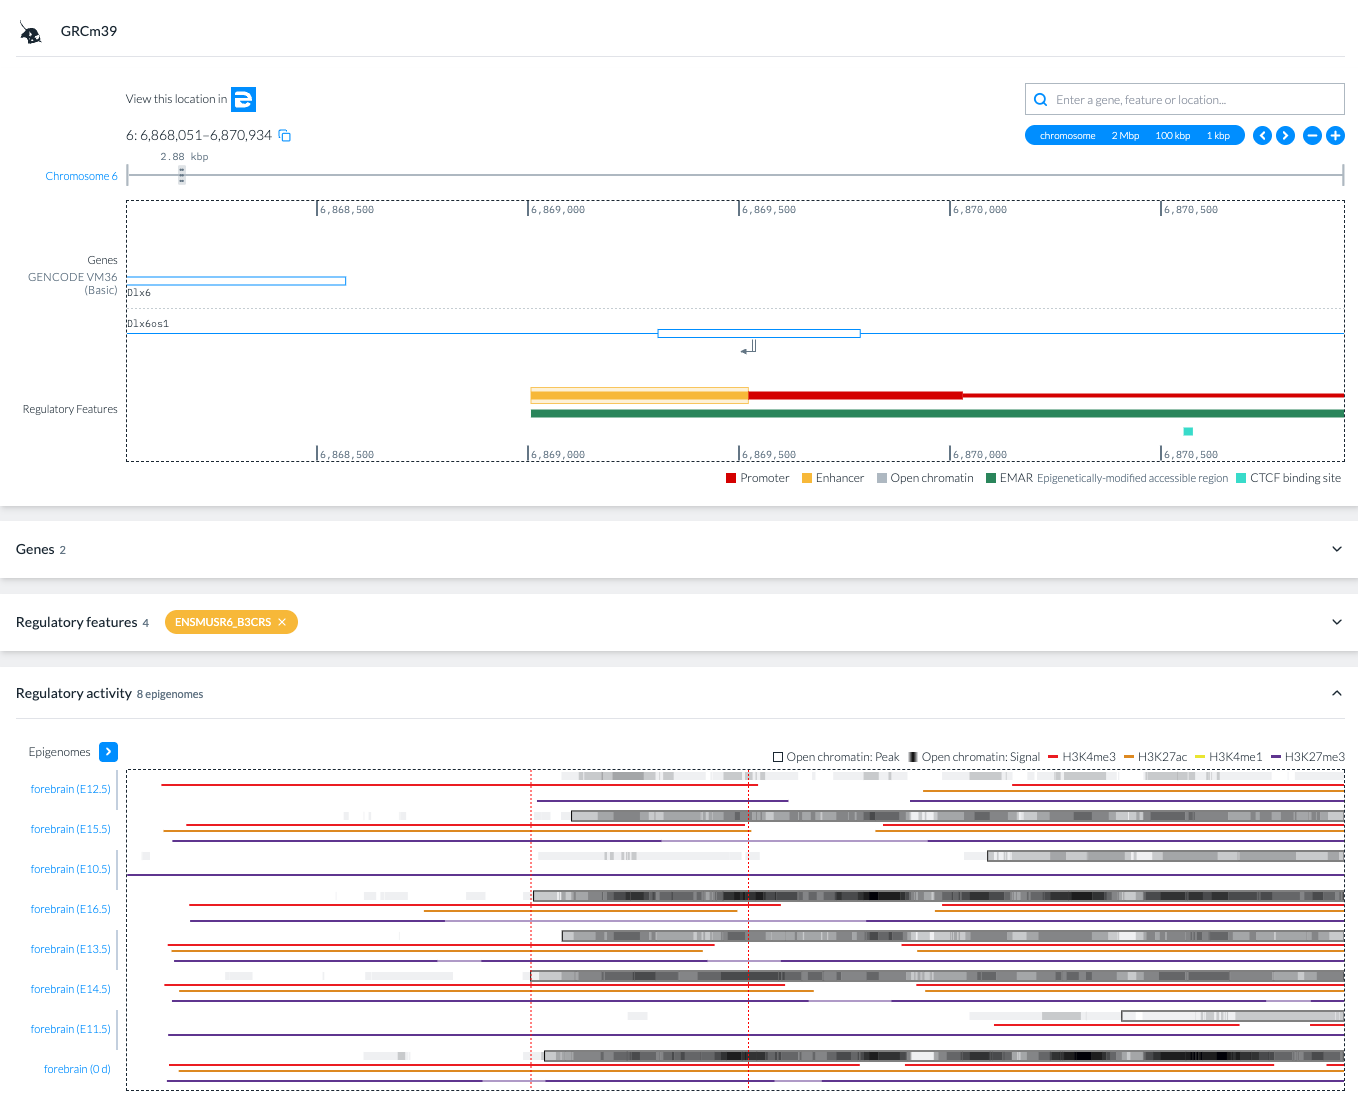 GRCm39
View this location in
Enter a gene, feature or location...
6: 6,868,051–6,870,934
chromosome 2 Mbp 100 kbp 1 kbp
2.88 kbp
Chromosome 6
6,868,500 6,869,000 6,869,500 6,870,000 6,870,500
Genes
GENCODE VM36
(Basic)
Dlx6
Dlx6os1
Regulatory Features
6,868,500 6,869,000 6,869,500 6,870,000 6,870,500
Promoter Enhancer Open chromatin EMAR Epigenetically-modified accessible region CTCF binding site
Genes 2
Regulatory features 4 ENSMUSR6_B3CRS
Regulatory activity 8 epigenomes
Epigenomes
Open chromatin: Peak Open chromatin: Signal H3K4me3 H3K27ac H3K4me1 H3K27me3
forebrain (E12.5)
forebrain (E15.5)
forebrain (E10.5)
forebrain (E16.5)
forebrain (E13.5)
forebrain (E14.5)
forebrain (E11.5)
forebrain (0 d)